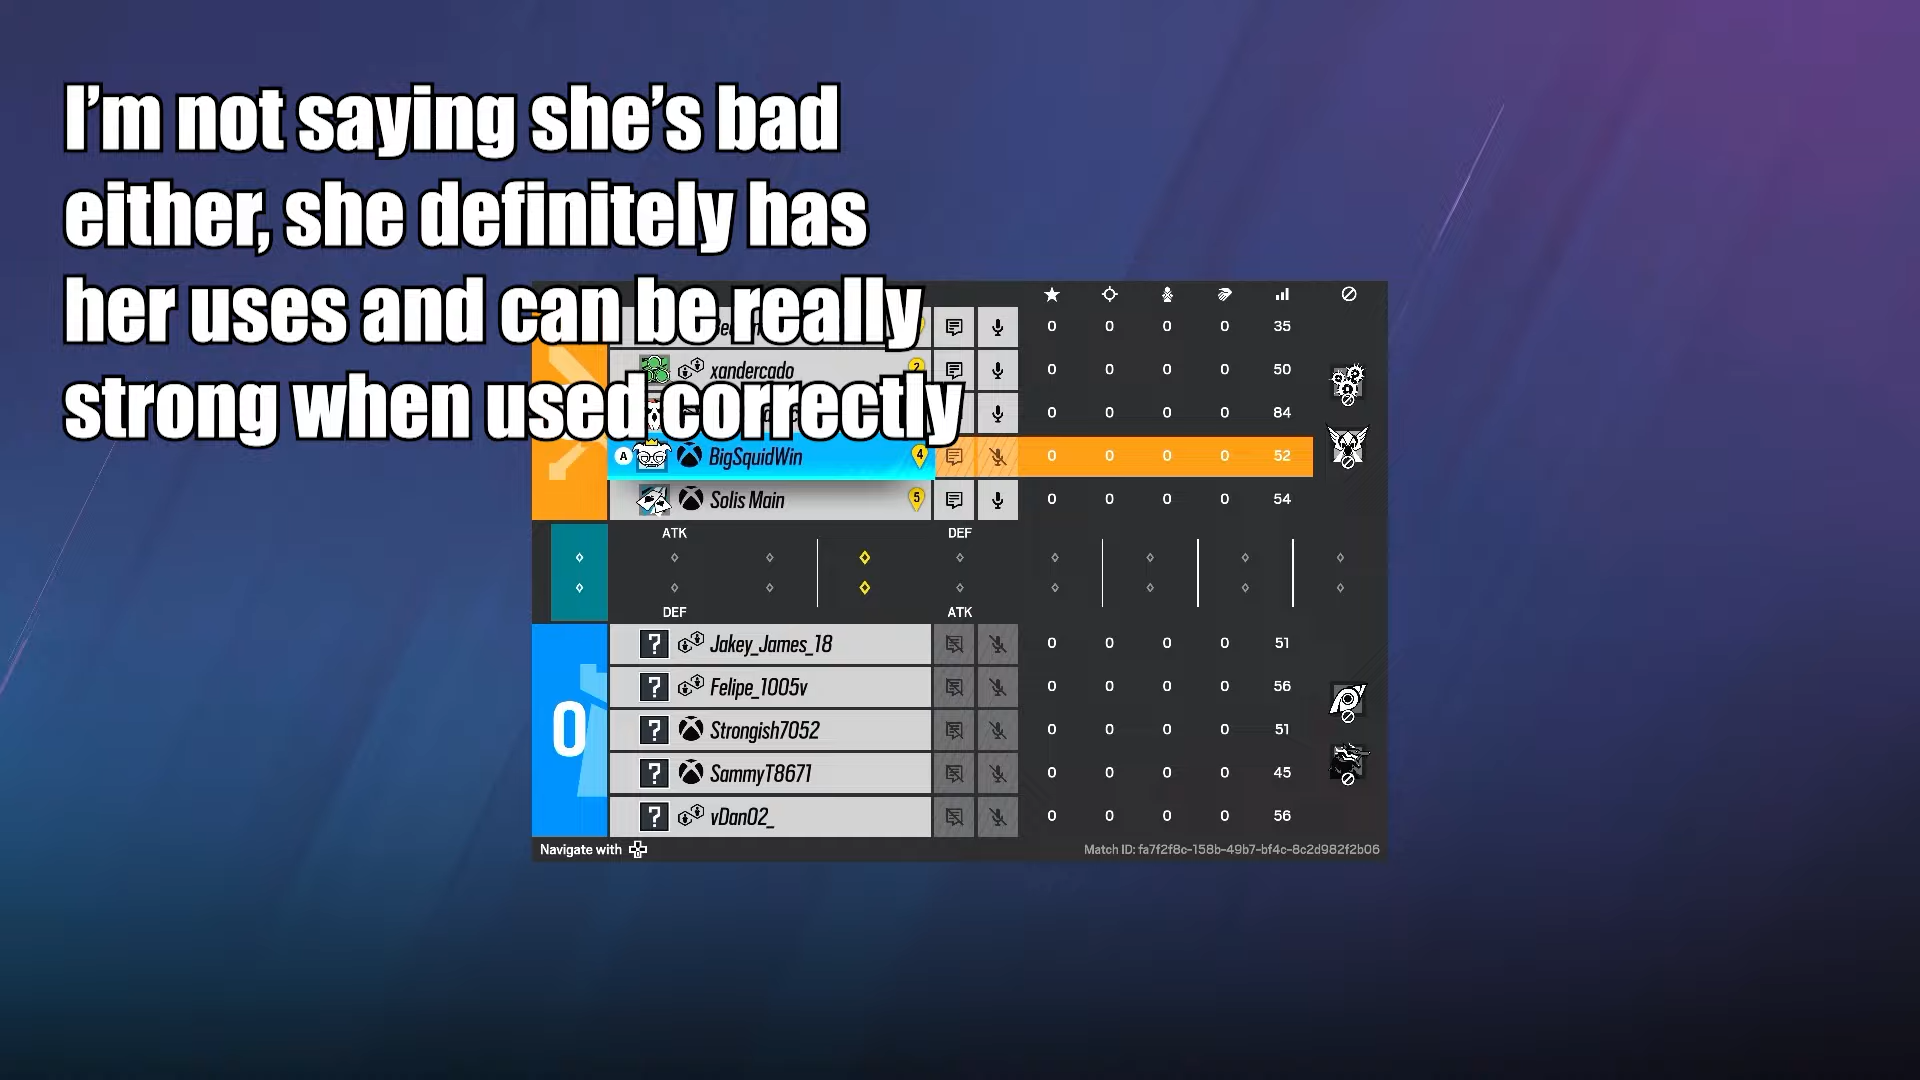 I'm not saying she's bad
either, she definitely has
her uses and can be really
strong when used correctly
0 0 0 0 35
xandercado 2 0 0 0 0 50
0 0 0 0 84
A BigSquidWin 4 0 0 0 0 52
Solis Main 5 0 0 0 0 54
ATK DEF
DEF ATK
0
? Jakey_James_18 0 0 0 0 51
? Felipe_1005v 0 0 0 0 56
? Strongish7052 0 0 0 0 51
? SammyT8671 0 0 0 0 45
? vDan02_ 0 0 0 0 56
Navigate with Match ID: fa7f2f8c-158b-49b7-bf4c-8c2d982f2b06